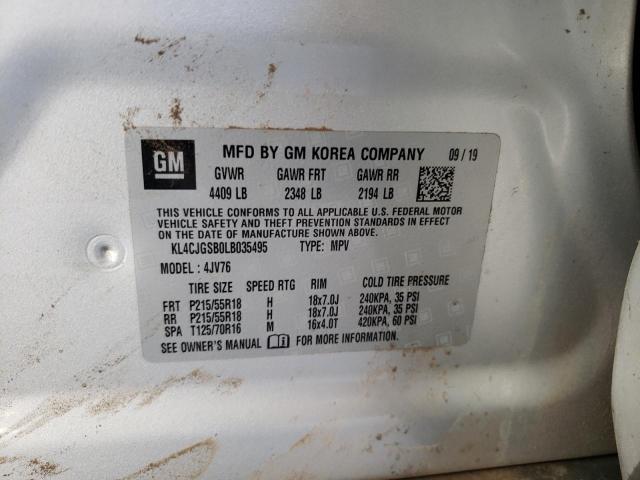 GM MFD BY GM KOREA COMPANY 09/19
GVWR GAWR FRT GAWR RR
4409 LB 2348 LB 2194 LB
THIS VEHICLE CONFORMS TO ALL APPLICABLE U.S. FEDERAL MOTOR
VEHICLE SAFETY AND THEFT PREVENTION STANDARDS IN EFFECT
ON THE DATE OF MANUFACTURE SHOWN ABOVE.
KL4CJGSB0LB035495 TYPE: MPV
MODEL: 4JV76
TIRE SIZE SPEED RTG RIM COLD TIRE PRESSURE
FRT P215/55R18 H 18x7.0J 240KPA, 35 PSI
RR P215/55R18 H 18x7.0J 240KPA, 35 PSI
SPA T125/70R16 M 16x4.0T 420KPA, 60 PSI
SEE OWNER'S MANUAL FOR MORE INFORMATION.